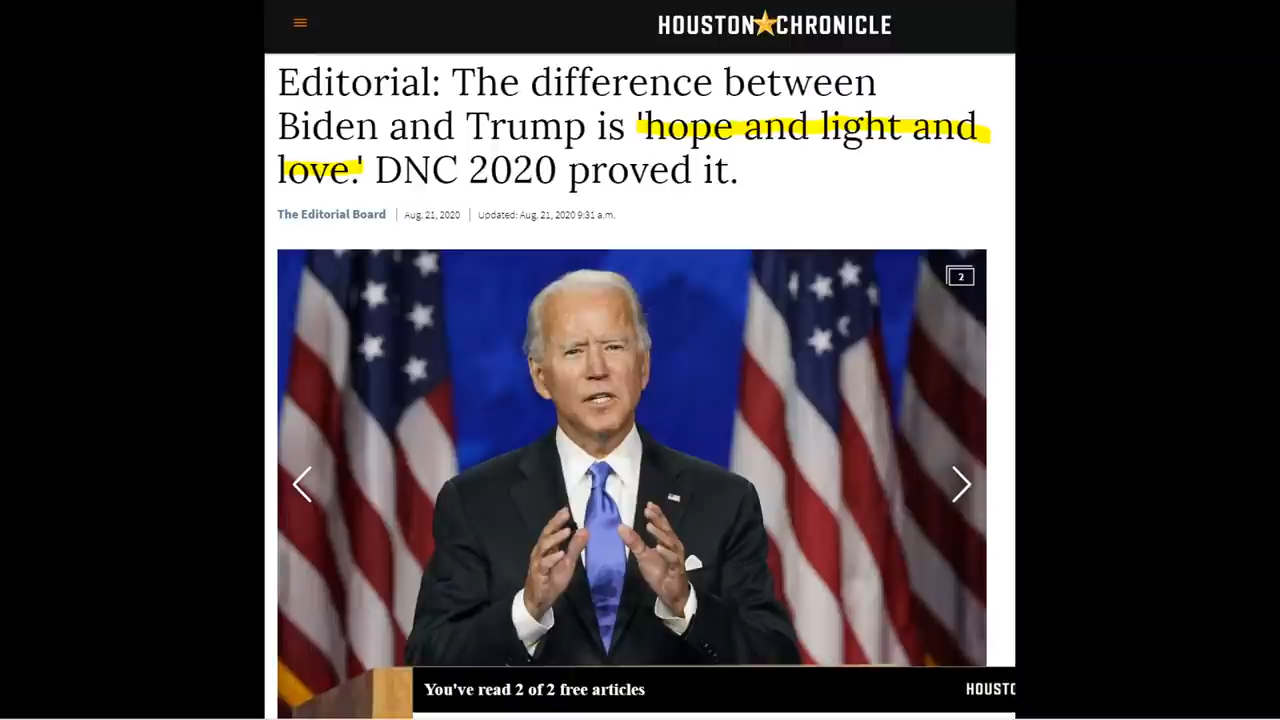 HOUSTON CHRONICLE
Editorial: The difference between
Biden and Trump is 'hope and light and
love.' DNC 2020 proved it.
The Editorial Board | Aug. 21, 2020 | Updated: Aug. 21, 2020 9:31 a.m.
2
You've read 2 of 2 free articles
HOUSTO